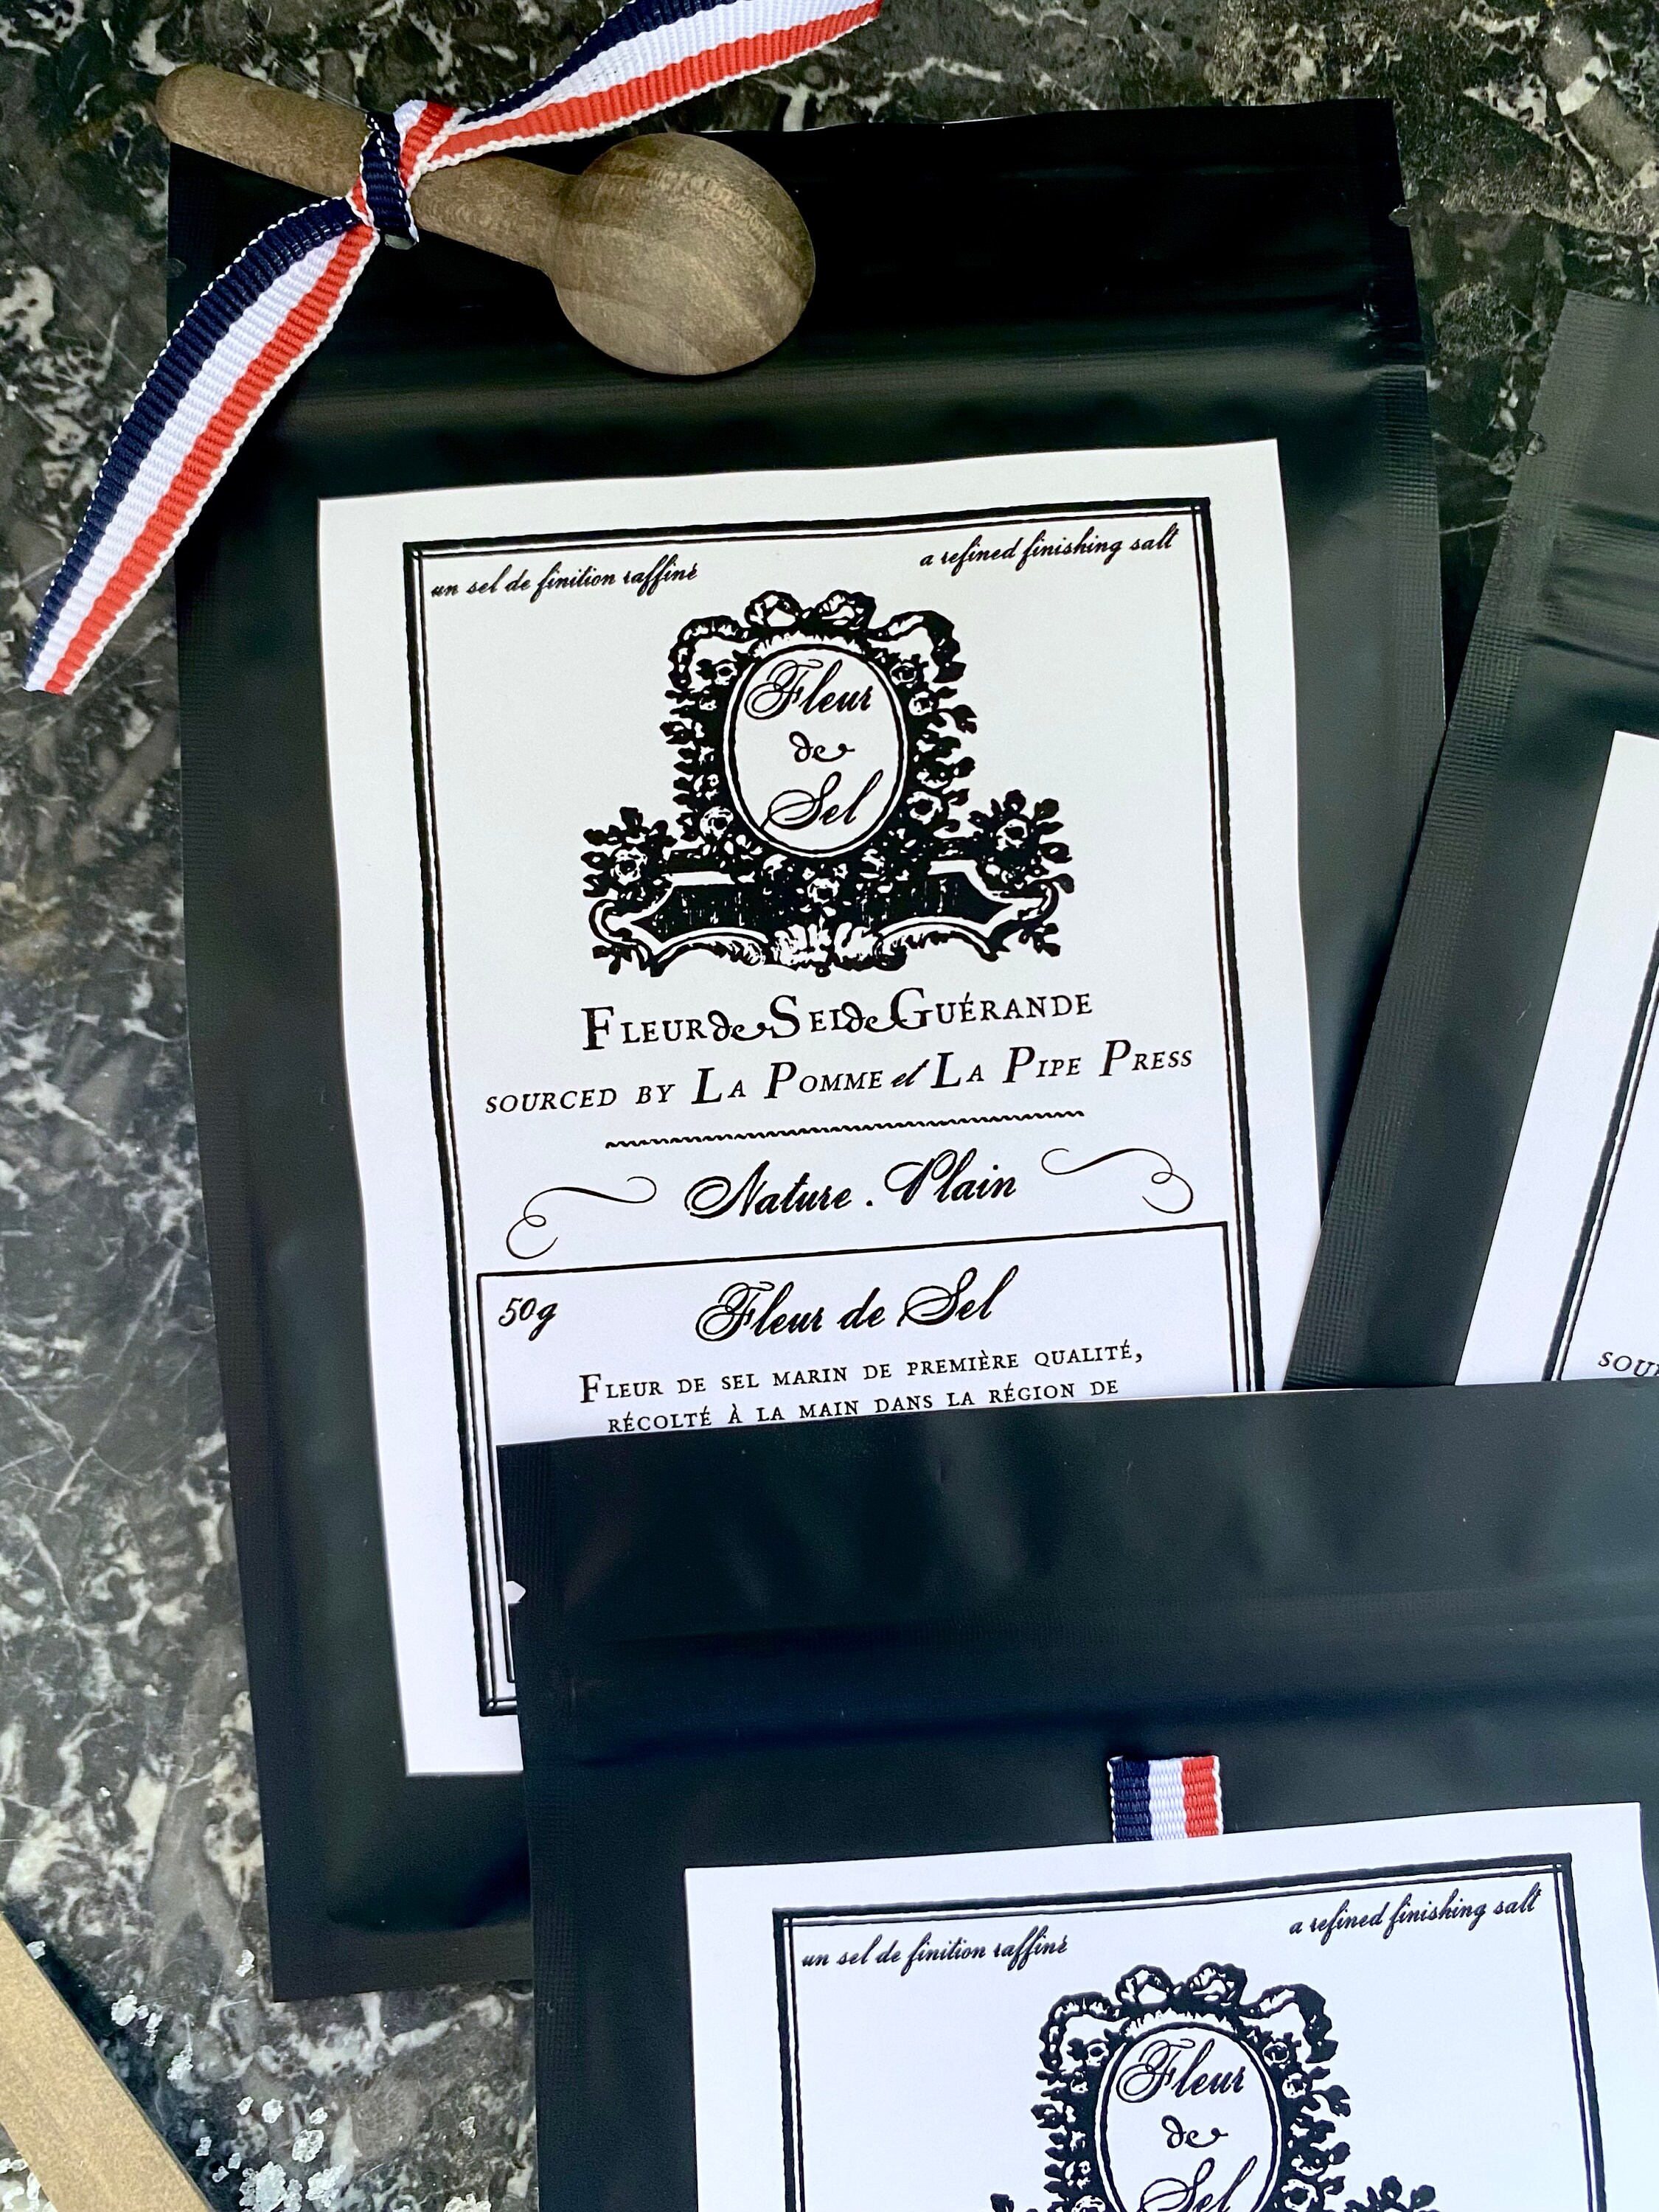 un sel de finition raffiné
a refined finishing salt
Fleur
de
Sel
Fleur de Sel de Guérande
sourced by La Pomme et La Pipe Press
Nature . Plain
50g
Fleur de Sel
Fleur de sel marin de première qualité,
récolté à la main dans la région de
sour
un sel de finition raffiné
a refined finishing salt
Fleur
de
Sel